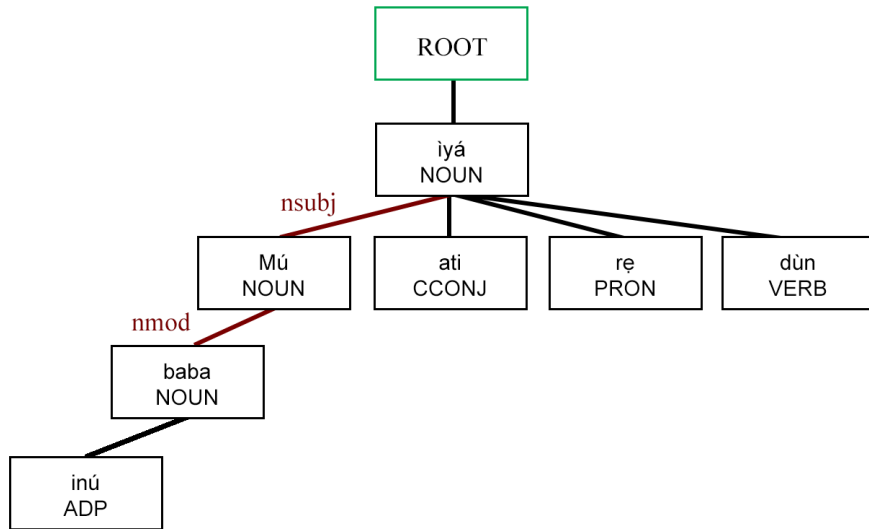 ROOT
ìyá
NOUN
nsubj
Mú
NOUN
ati
CCONJ
rẹ
PRON
dùn
VERB
nmod
baba
NOUN
inú
ADP